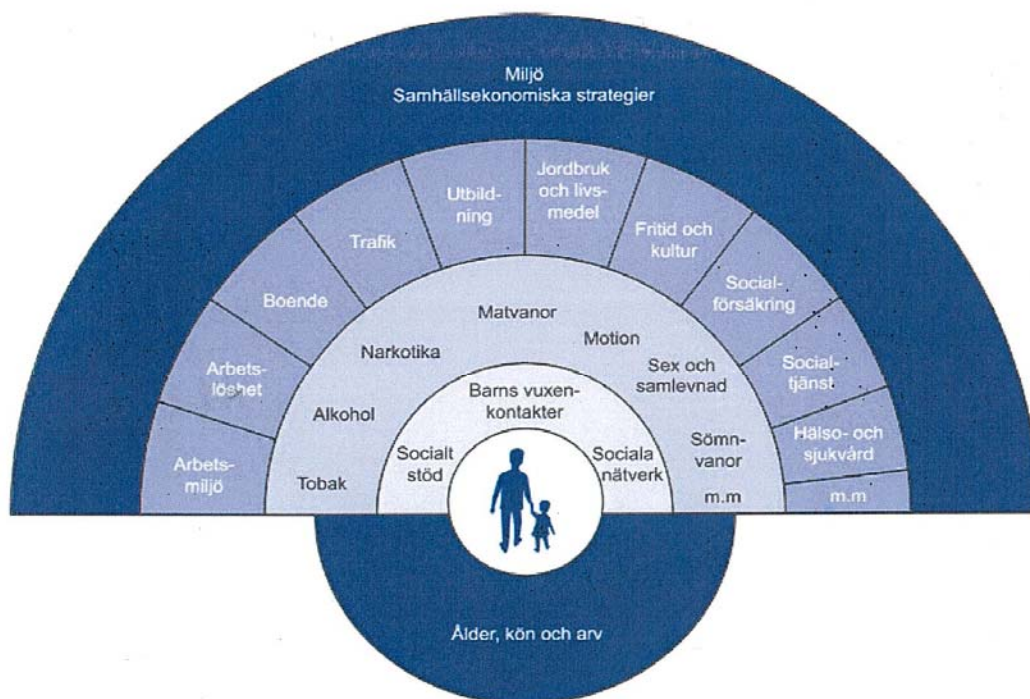 Miljö
Samhällsekonomiska strategier
Arbets-
miljö
Arbets-
löshet
Boende
Trafik
Utbild-
ning
Jordbruk
och livs-
medel
Fritid och
kultur
Social-
försäkring
Social-
tjänst
Hälso- och
sjukvård
m.m
Tobak
Alkohol
Narkotika
Matvanor
Motion
Sex och
samlevnad
Sömn-
vanor
m.m
Socialt
stöd
Barns vuxen-
kontakter
Sociala
nätverk
Ålder, kön och arv